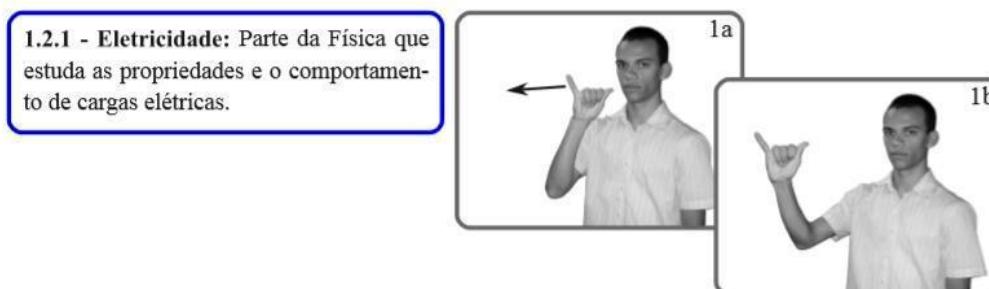 1.2.1 - Eletricidade: Parte da Física que
estuda as propriedades e o comportamen-
to de cargas elétricas.
1a
1b